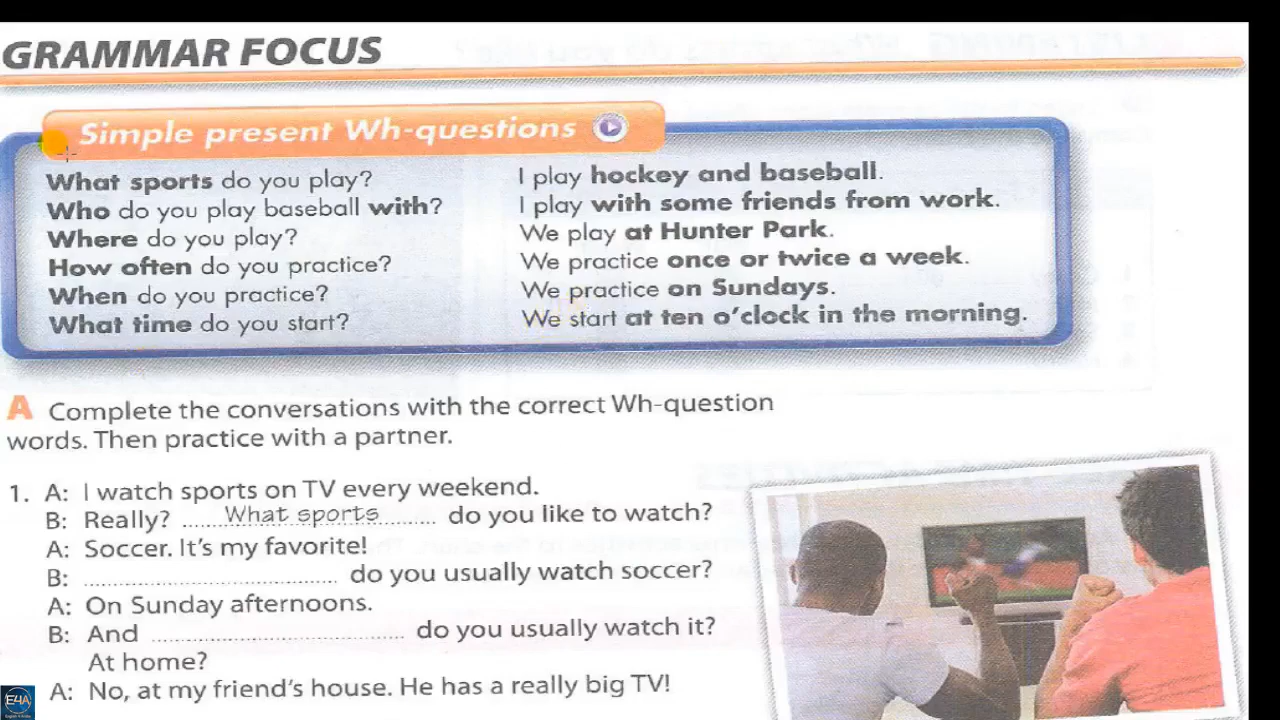 GRAMMAR FOCUS
Simple present Wh-questions
What sports do you play? I play hockey and baseball.
Who do you play baseball with? I play with some friends from work.
Where do you play? We play at Hunter Park.
How often do you practice? We practice once or twice a week.
When do you practice? We practice on Sundays.
What time do you start? We start at ten o'clock in the morning.
A Complete the conversations with the correct Wh-question
words. Then practice with a partner.
1. A: I watch sports on TV every weekend.
B: Really? What sports do you like to watch?
A: Soccer. It's my favorite!
B: ........................ do you usually watch soccer?
A: On Sunday afternoons.
B: And ........................ do you usually watch it?
At home?
A: No, at my friend's house. He has a really big TV!
E4A